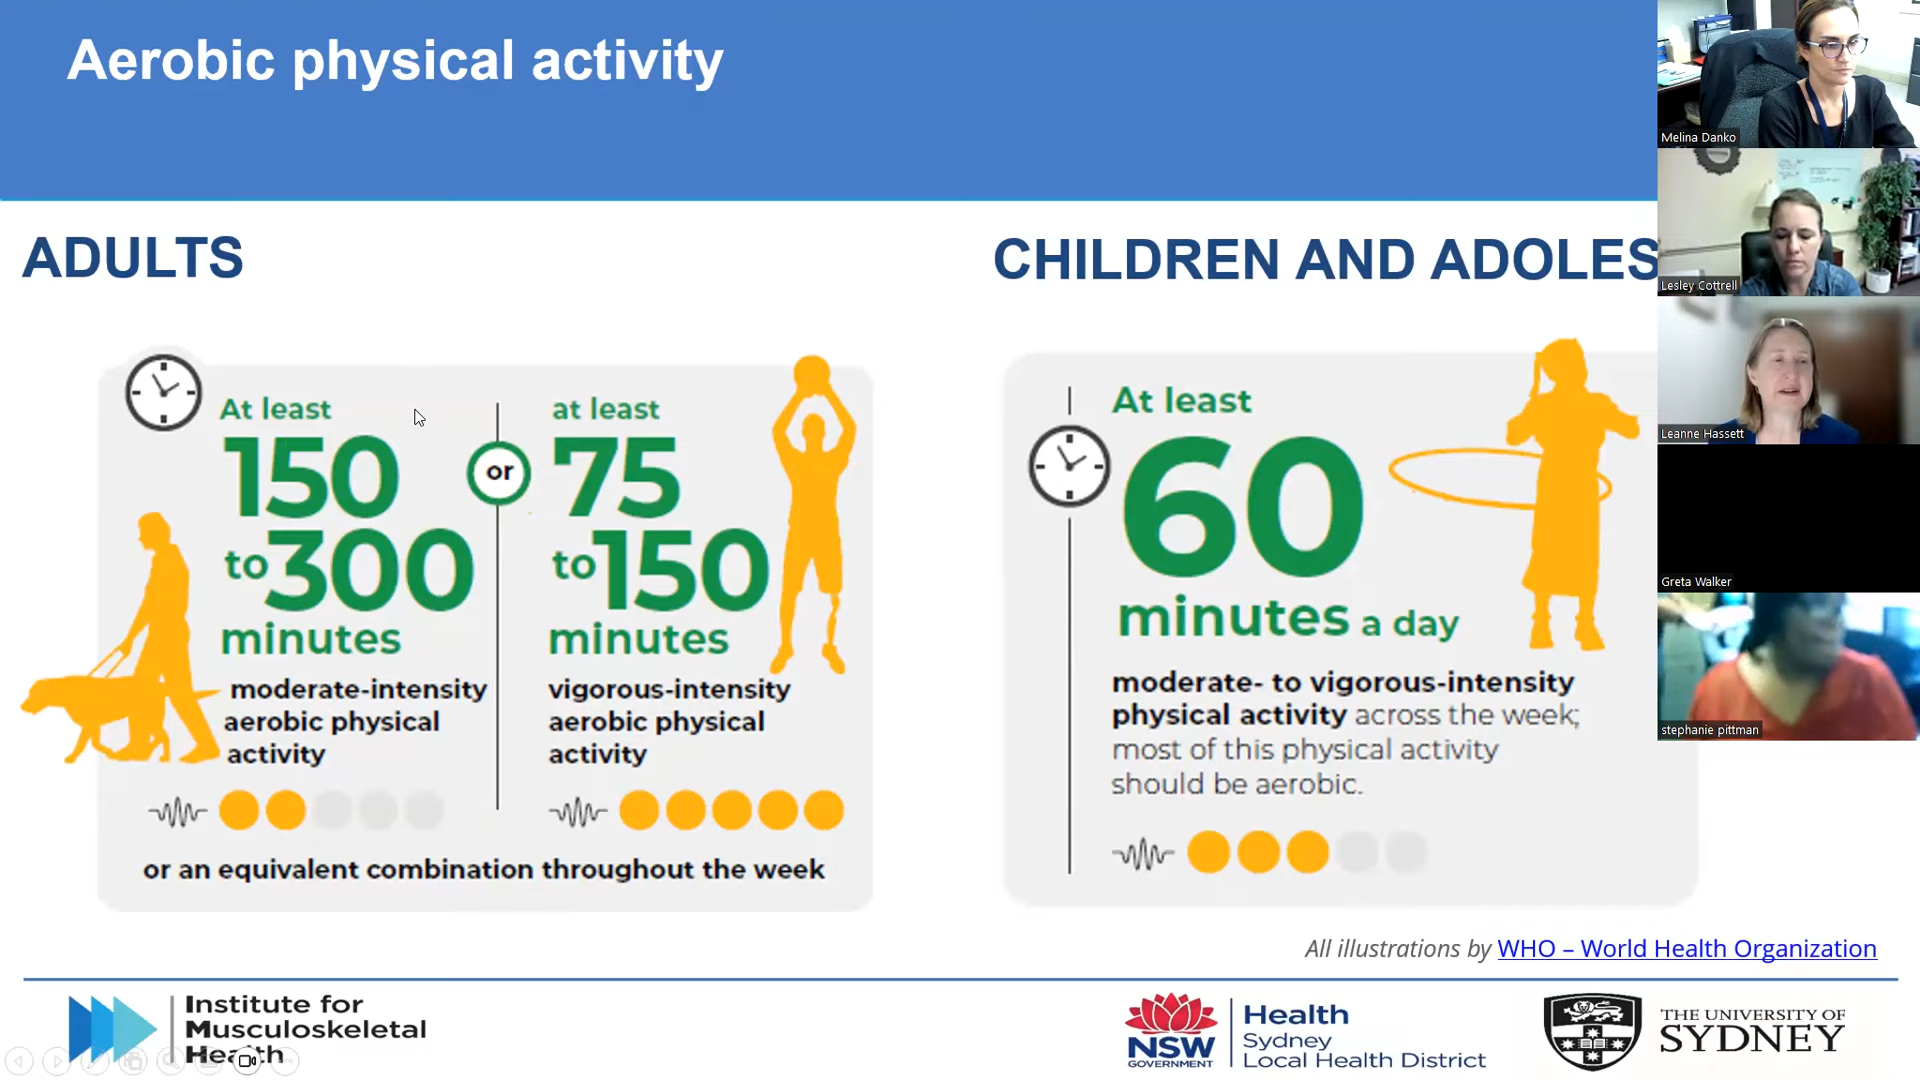 Aerobic physical activity
ADULTS
At least
150
to 300
minutes
moderate-intensity
aerobic physical
activity
or
at least
75
to 150
minutes
vigorous-intensity
aerobic physical
activity
or an equivalent combination throughout the week
CHILDREN AND ADOLES
At least
60
minutes a day
moderate- to vigorous-intensity
physical activity across the week;
most of this physical activity
should be aerobic.
All illustrations by WHO – World Health Organization
Institute for
Musculoskeletal
Health
NSW
GOVERNMENT
Health
Sydney
Local Health District
THE UNIVERSITY OF
SYDNEY
Melina Danko
Lesley Cottrell
Leanne Hassett
Greta Walker
stephanie pittman